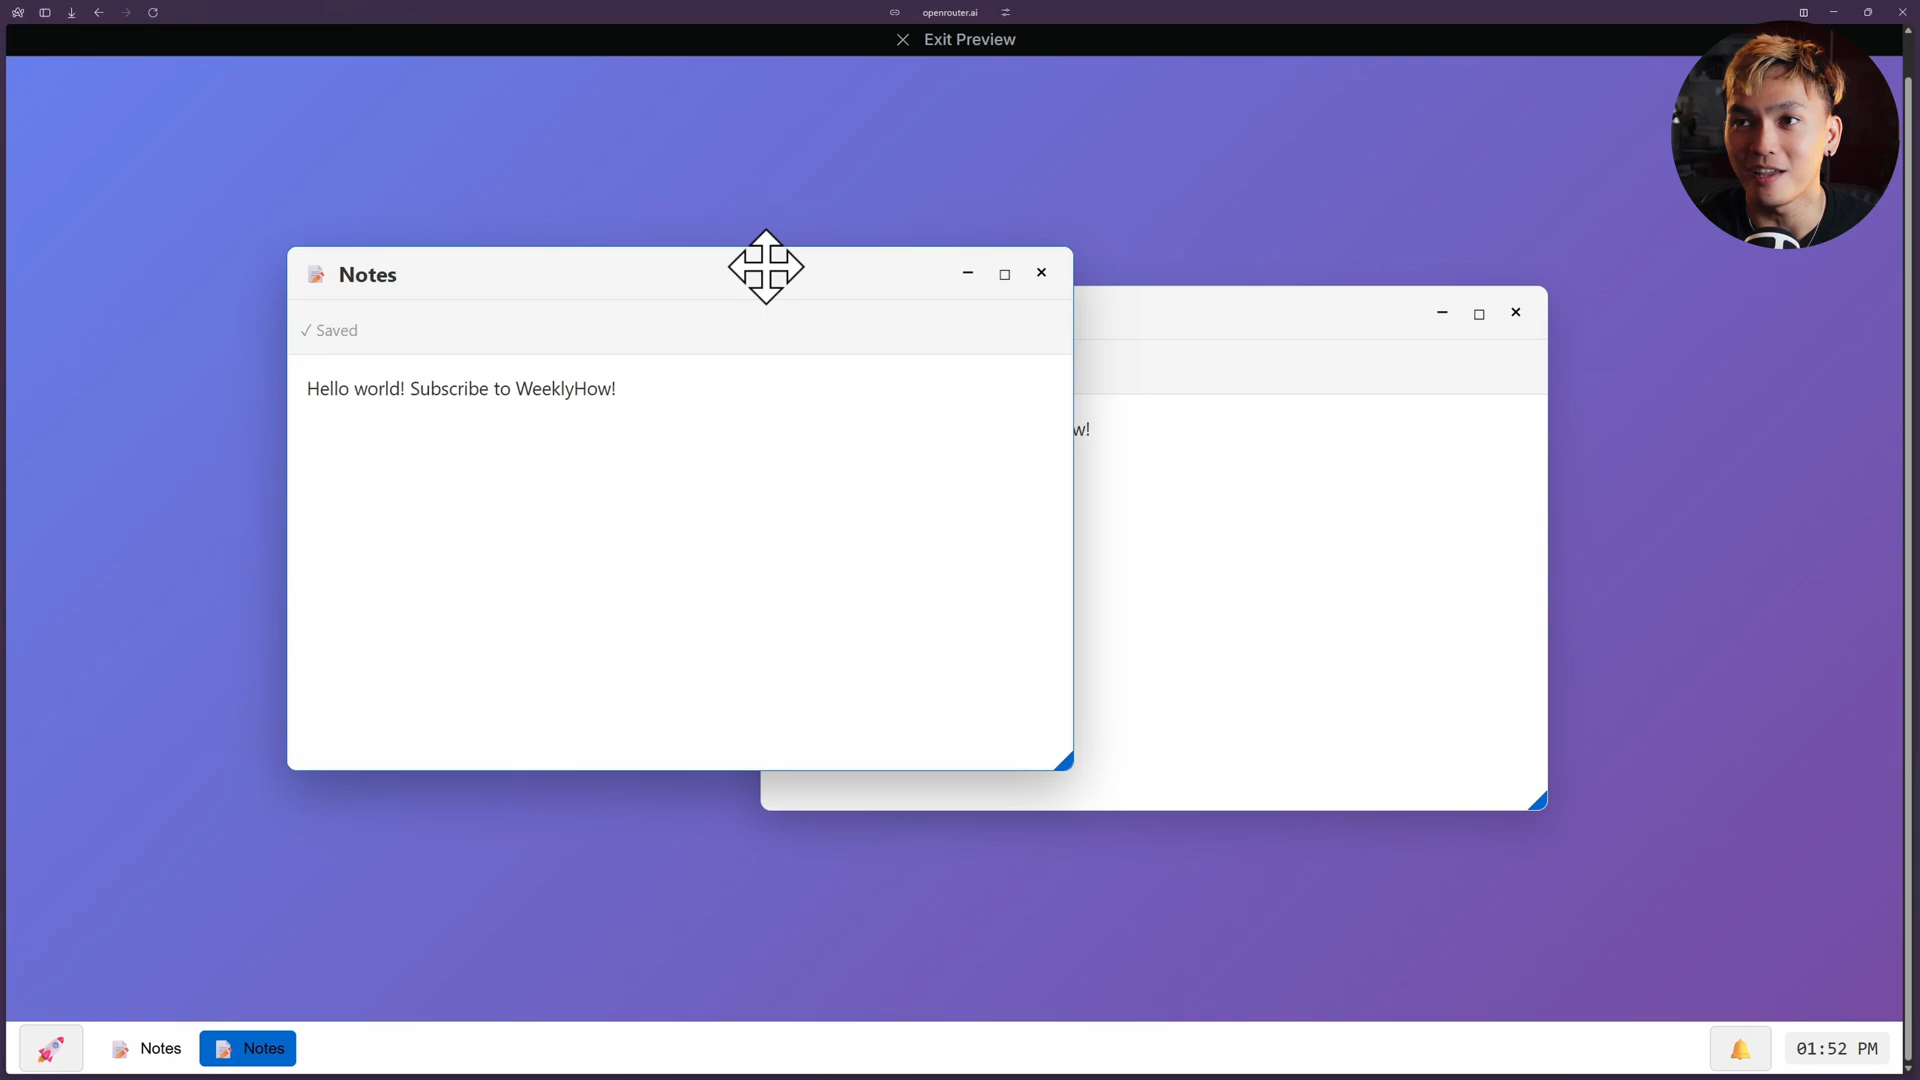 openrouter.ai
Exit Preview
Notes
✓ Saved
Hello world! Subscribe to WeeklyHow!
w!
Notes
Notes
01:52 PM